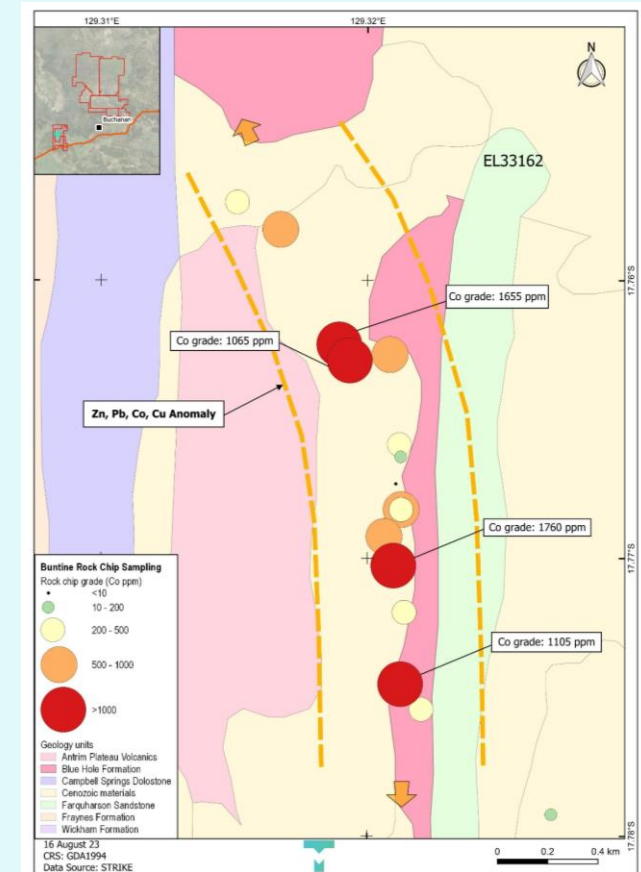 129.31°E
129.32°E
N
Buchanan
EL33162
17.76°S
Co grade: 1655 ppm
Co grade: 1065 ppm
Zn, Pb, Co, Cu Anomaly
Co grade: 1760 ppm
17.77°S
Co grade: 1105 ppm
Buntine Rock Chip Sampling
Rock chip grade (Co ppm)
<10
10 - 200
200 - 500
500 - 1000
>1000
Geology units
Antrim Plateau Volcanics
Blue Hole Formation
Campbell Springs Dolostone
Cenozoic materials
Farquharson Sandstone
Fraynes Formation
Wickham Formation
17.78°S
16 August 23
CRS: GDA1994
Data Source: STRIKE
0 0.2 0.4 km